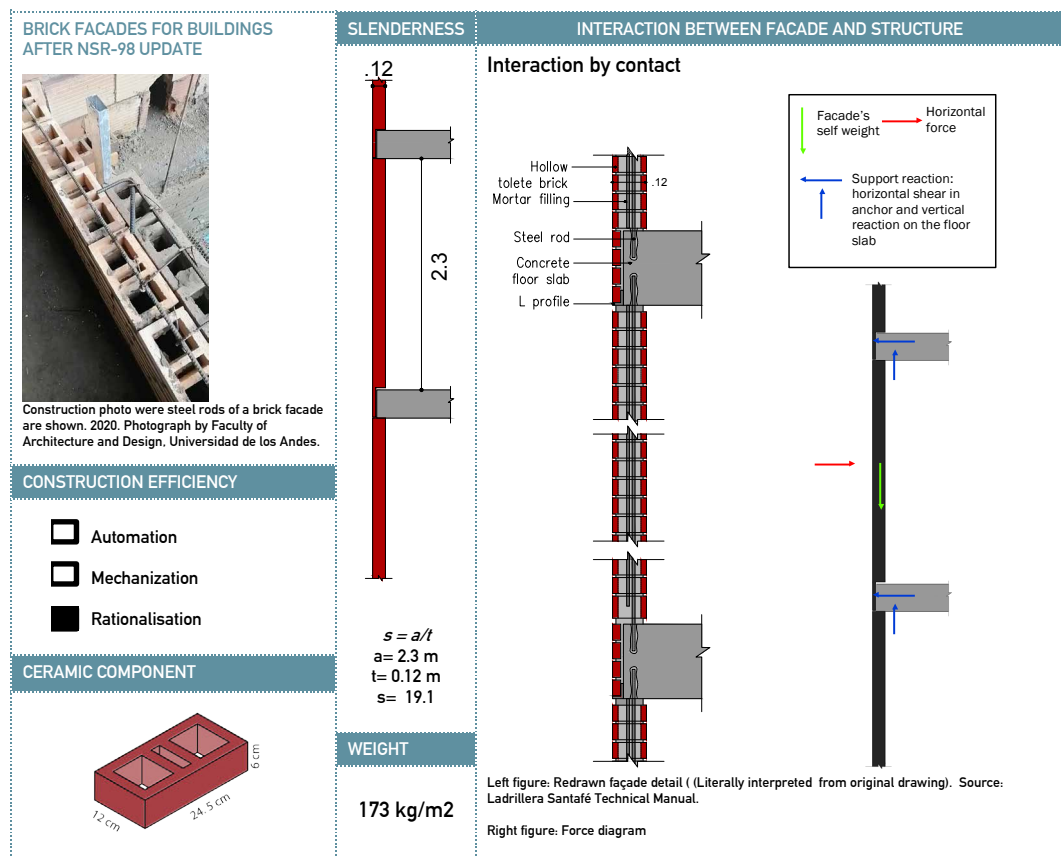 BRICK FACADES FOR BUILDINGS
AFTER NSR-98 UPDATE
Construction photo were steel rods of a brick facade
are shown. 2020. Photograph by Faculty of
Architecture and Design, Universidad de los Andes.
CONSTRUCTION EFFICIENCY
Automation
Mechanization
Rationalisation
CERAMIC COMPONENT
12 cm
24.5 cm
6 cm
SLENDERNESS
.12
2.3
s = a/t
a= 2.3 m
t= 0.12 m
s= 19.1
WEIGHT
173 kg/m2
INTERACTION BETWEEN FACADE AND STRUCTURE
Interaction by contact
Hollow
tolete brick
Mortar filling
.12
Steel rod
Concrete
floor slab
L profile
Facade's
self weight
Horizontal
force
Support reaction:
horizontal shear in
anchor and vertical
reaction on the floor
slab
Left figure: Redrawn façade detail ( (Literally interpreted from original drawing). Source:
Ladrillera Santafé Technical Manual.
Right figure: Force diagram